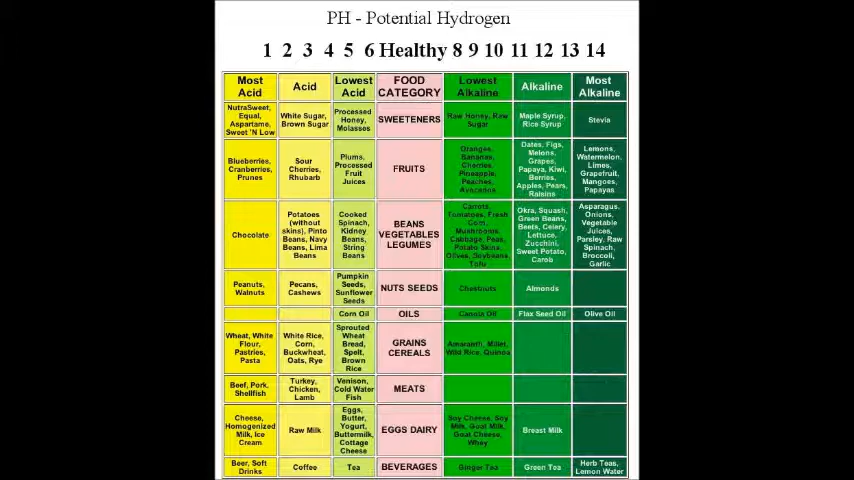 PH - Potential Hydrogen
1 2 3 4 5 6 Healthy 8 9 10 11 12 13 14
Most Acid
Acid
Lowest Acid
FOOD CATEGORY
Lowest Alkaline
Alkaline
Most Alkaline
NutraSweet, Equal, Aspartame, Sweet 'N Low
White Sugar, Brown Sugar
Processed Honey, Molasses
SWEETENERS
Raw Honey, Raw Sugar
Maple Syrup, Rice Syrup
Stevia
Blueberries, Cranberries, Prunes
Sour Cherries, Rhubarb
Plums, Processed Fruit Juices
FRUITS
Oranges, Bananas, Cherries, Pineapple, Peaches, Avocados
Dates, Figs, Melons, Grapes, Papaya, Kiwi, Berries, Apples, Pears, Raisins
Lemons, Watermelon, Limes, Grapefruit, Mangoes, Papayas
Chocolate
Potatoes (without skins), Pinto Beans, Navy Beans, Lima Beans
Cooked Spinach, Kidney Beans, String Beans
BEANS VEGETABLES LEGUMES
Carrots, Tomatoes, Fresh Corn, Mushrooms, Cabbage, Peas, Potato Skins, Olives, Soybeans, Tofu
Okra, Squash, Green Beans, Beets, Celery, Lettuce, Zucchini, Sweet Potato, Carob
Asparagus, Onions, Vegetable Juices, Parsley, Raw Spinach, Broccoli, Garlic
Peanuts, Walnuts
Pecans, Cashews
Pumpkin Seeds, Sunflower Seeds
NUTS SEEDS
Chestnuts
Almonds
Corn Oil
OILS
Canola Oil
Flax Seed Oil
Olive Oil
Wheat, White Flour, Pastries, Pasta
White Rice, Corn, Buckwheat, Oats, Rye
Sprouted Wheat Bread, Spelt, Brown Rice
GRAINS CEREALS
Amaranth, Millet, Wild Rice, Quinoa
Beef, Pork, Shellfish
Turkey, Chicken, Lamb
Venison, Cold Water Fish
MEATS
Cheese, Homogenized Milk, Ice Cream
Raw Milk
Eggs, Butter, Yogurt, Buttermilk, Cottage Cheese
EGGS DAIRY
Soy Cheese, Soy Milk, Goat Milk, Goat Cheese, Whey
Breast Milk
Beer, Soft Drinks
Coffee
Tea
BEVERAGES
Ginger Tea
Green Tea
Herb Teas, Lemon Water